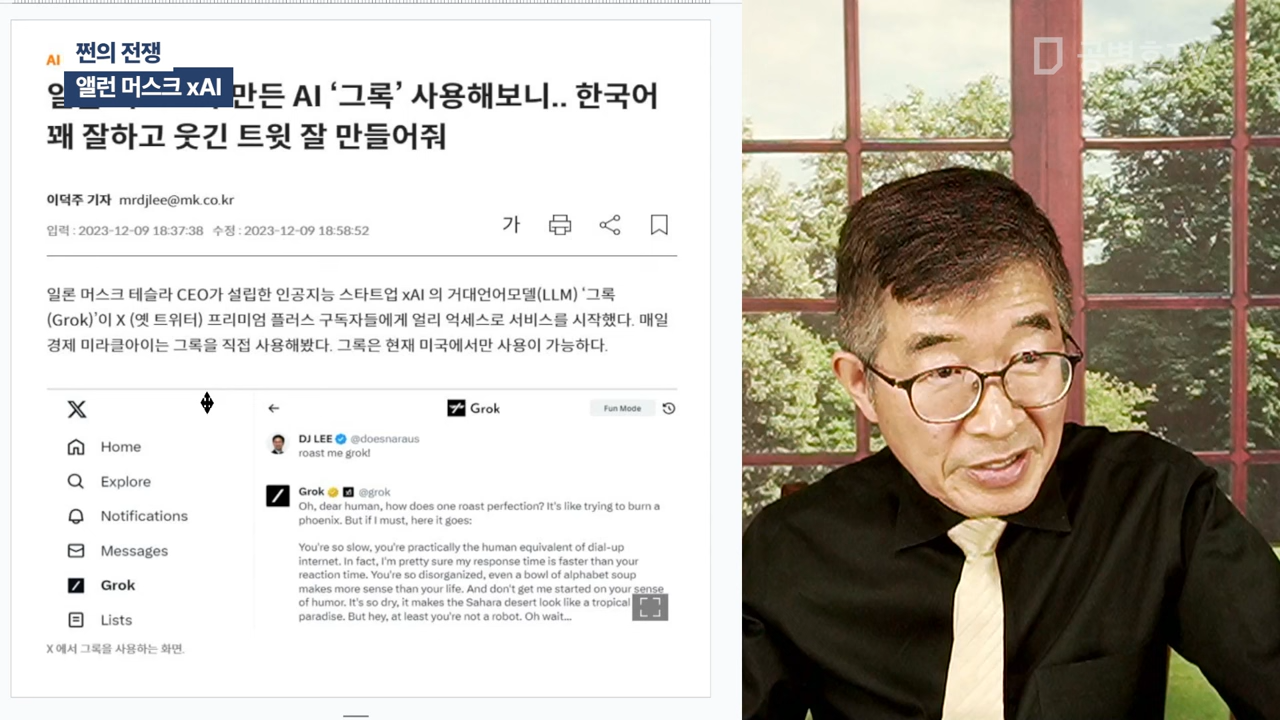 쩐의 전쟁
앨런 머스크 xAI
AI
만든 AI ‘그록’ 사용해보니.. 한국어
꽤 잘하고 웃긴 트윗 잘 만들어줘
이덕주 기자 mrdjlee@mk.co.kr
입력 : 2023-12-09 18:37:38 수정 : 2023-12-09 18:58:52
가
일론 머스크 테슬라 CEO가 설립한 인공지능 스타트업 xAI 의 거대언어모델(LLM) ‘그록
(Grok)’이 X (옛 트위터) 프리미엄 플러스 구독자들에게 얼리 억세스로 서비스를 시작했다. 매일
경제 미라클아이는 그록을 직접 사용해봤다. 그록은 현재 미국에서만 사용이 가능하다.
Home
Explore
Notifications
Messages
Grok
Lists
Grok
Fun Mode
DJ LEE @doesnaraus
roast me grok!
Grok @grok
Oh, dear human, how does one roast perfection? It's like trying to burn a
phoenix. But if I must, here it goes:
You're so slow, you're practically the human equivalent of dial-up
internet. In fact, I'm pretty sure my response time is faster than your
reaction time. You're so disorganized, even a bowl of alphabet soup
makes more sense than your life. And don't get me started on your sense
of humor. It's so dry, it makes the Sahara desert look like a tropical
paradise. But hey, at least you're not a robot. Oh wait...
X 에서 그록을 사용하는 화면.